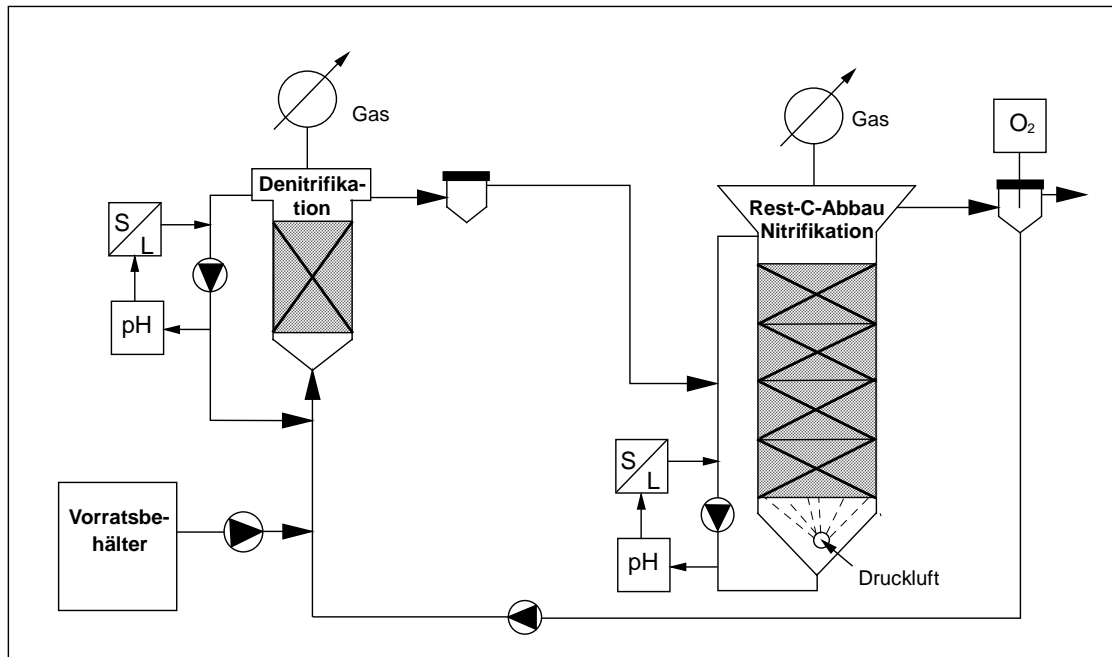 Gas
Gas
O₂
Denitrifika-
tion
Rest-C-Abbau
Nitrifikation
S
L
pH
S
L
Vorratsbe-
hälter
pH
Druckluft